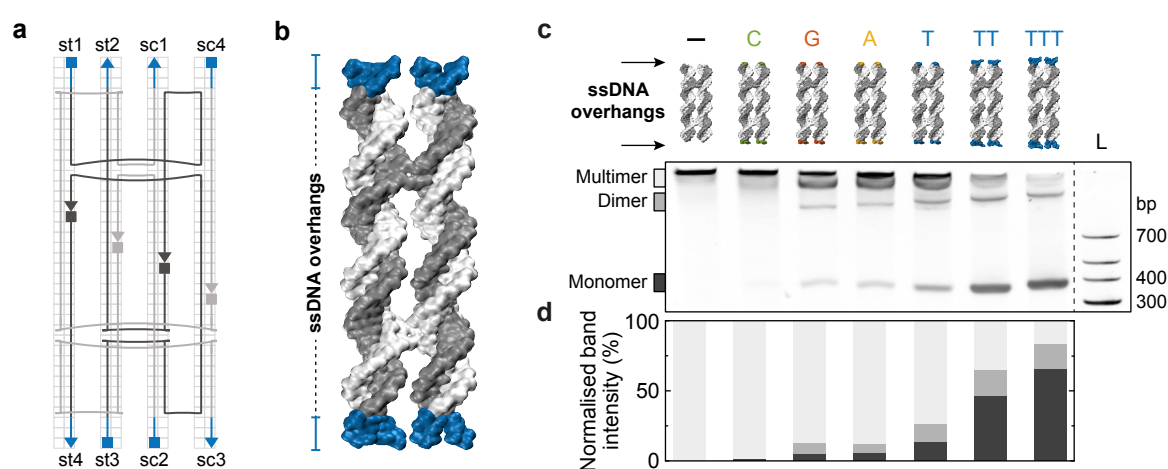 a
st1 st2 sc1 sc4
st4 st3 sc2 sc3
b
ssDNA overhangs
c
– C G A T TT TTT
ssDNA
overhangs
L
Multimer
Dimer
Monomer
bp
700
400
300
d
Normalised band
intensity (%)
100
50
0